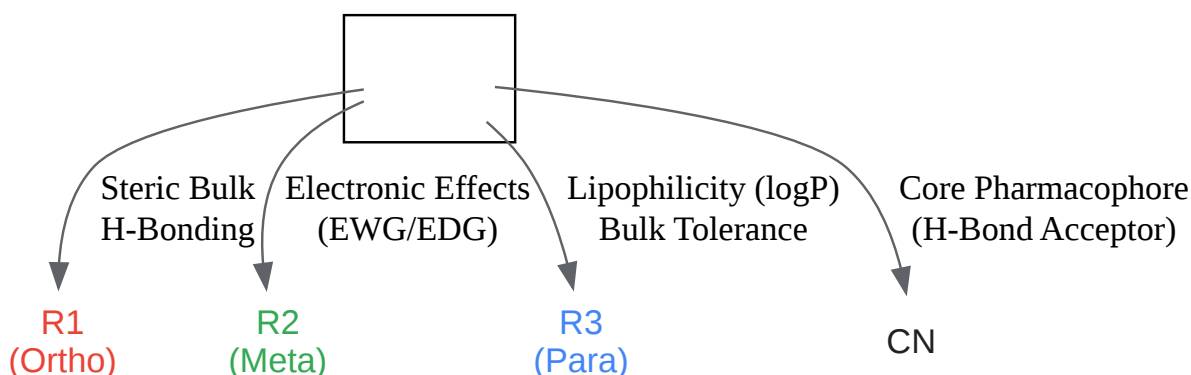 Steric Bulk
H-Bonding
Electronic Effects
(EWG/EDG)
Lipophilicity (logP)
Bulk Tolerance
Core Pharmacophore
(H-Bond Acceptor)
R1
(Ortho)
R2
(Meta)
R3
(Para)
CN